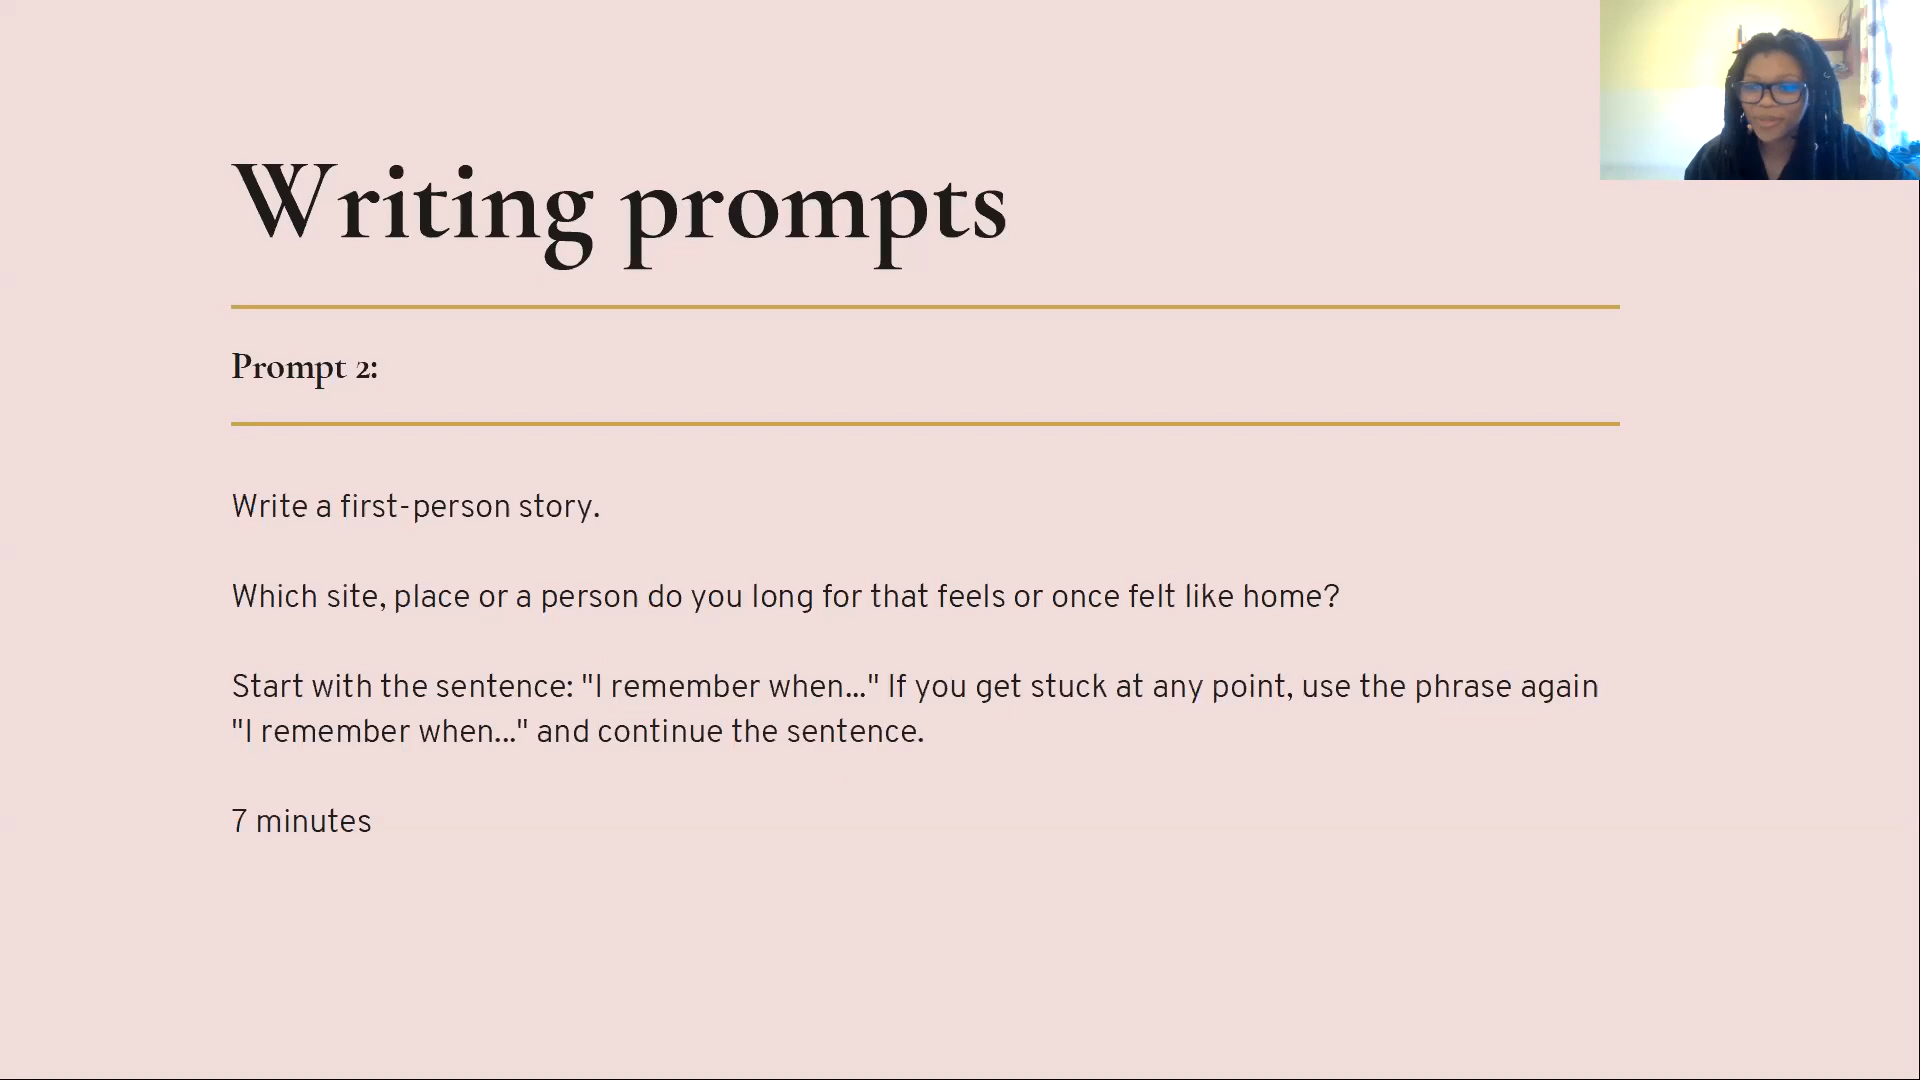 Writing prompts
Prompt 2:
Write a first-person story.
Which site, place or a person do you long for that feels or once felt like home?
Start with the sentence: "I remember when..." If you get stuck at any point, use the phrase again
"I remember when..." and continue the sentence.
7 minutes